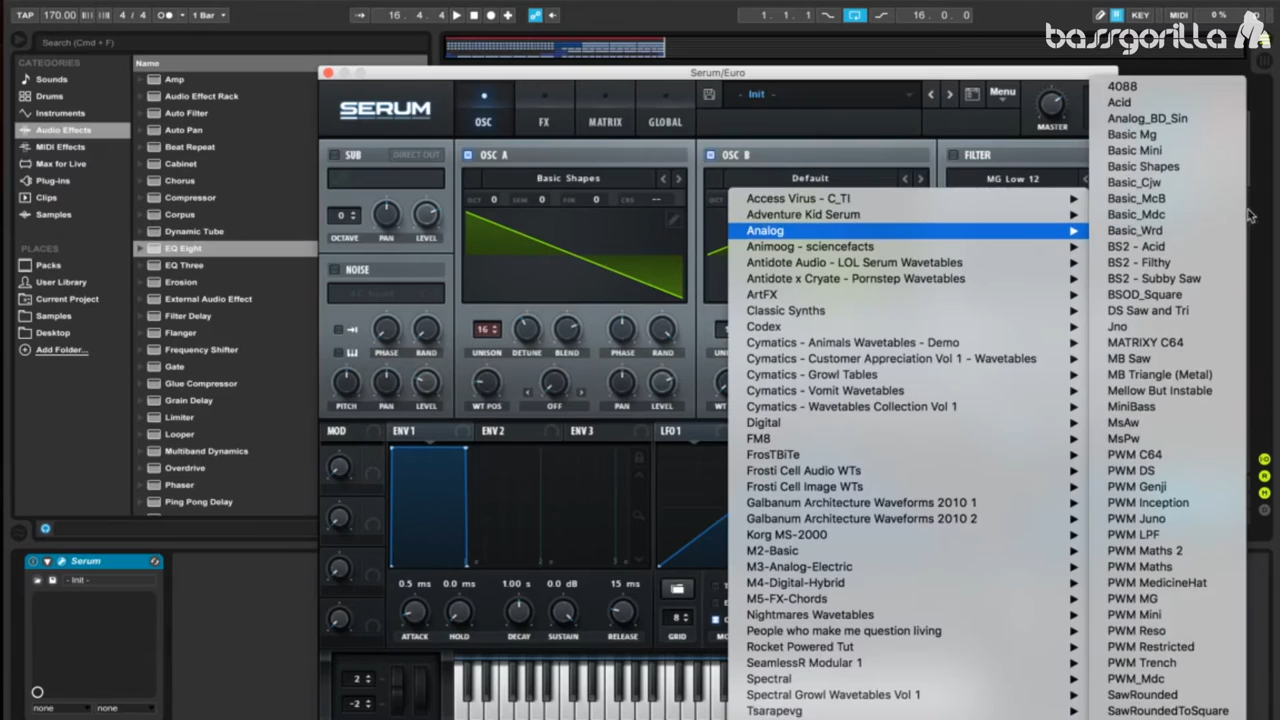 TAP 170.00 4 / 4 1 Bar
16 . 4 . 4
1 . 1 . 1
16 . 0 . 0
KEY MIDI 0 %
bassgorilla
Search (Cmd + F)
CATEGORIES
Sounds
Drums
Instruments
Audio Effects
MIDI Effects
Max for Live
Plug-ins
Clips
Samples
PLACES
Packs
User Library
Current Project
Samples
Desktop
Add Folder...
Name
Amp
Audio Effect Rack
Auto Filter
Auto Pan
Beat Repeat
Cabinet
Chorus
Compressor
Corpus
Dynamic Tube
EQ Eight
EQ Three
Erosion
External Audio Effect
Filter Delay
Flanger
Frequency Shifter
Gate
Glue Compressor
Grain Delay
Limiter
Looper
Multiband Dynamics
Overdrive
Phaser
Ping Pong Delay
Serum/Euro
SERUM
OSC FX MATRIX GLOBAL
- Init -
Menu
MASTER
SUB DIRECT OUT
0
OCTAVE PAN LEVEL
NOISE
PHASE RAND
PITCH PAN LEVEL
OSC A
Basic Shapes
OCT 0 SEM 0 FIN 0 CRS --
16
UNISON DETUNE BLEND PHASE RAND
OFF
WT POS PAN LEVEL
OSC B
Default
FILTER
MG Low 12
MOD ENV 1 ENV 2 ENV 3 LFO 1
0.5 ms 0.0 ms 1.00 s 0.0 dB 15 ms
ATTACK HOLD DECAY SUSTAIN RELEASE
8
GRID
2
-2
Serum
- Init -
none none
Access Virus - C_TI
Adventure Kid Serum
Analog
Animoog - sciencefacts
Antidote Audio - LOL Serum Wavetables
Antidote x Cryate - Pornstep Wavetables
ArtFX
Classic Synths
Codex
Cymatics - Animals Wavetables - Demo
Cymatics - Customer Appreciation Vol 1 - Wavetables
Cymatics - Growl Tables
Cymatics - Vomit Wavetables
Cymatics - Wavetables Collection Vol 1
Digital
FM8
FrosTBiTe
Frosti Cell Audio WTs
Frosti Cell Image WTs
Galbanum Architecture Waveforms 2010 1
Galbanum Architecture Waveforms 2010 2
Korg MS-2000
M2-Basic
M3-Analog-Electric
M4-Digital-Hybrid
M5-FX-Chords
Nightmares Wavetables
People who make me question living
Rocket Powered Tut
SeamlessR Modular 1
Spectral
Spectral Growl Wavetables Vol 1
Tsarapevg
4088
Acid
Analog_BD_Sin
Basic Mg
Basic Mini
Basic Shapes
Basic_Cjw
Basic_McB
Basic_Mdc
Basic_Wrd
BS2 - Acid
BS2 - Filthy
BS2 - Subby Saw
BSOD_Square
DS Saw and Tri
Jno
MATRIXY C64
MB Saw
MB Triangle (Metal)
Mellow But Instable
MiniBass
MsAw
MsPw
PWM C64
PWM DS
PWM Genji
PWM Inception
PWM Juno
PWM LPF
PWM Maths 2
PWM Maths
PWM MedicineHat
PWM MG
PWM Mini
PWM Reso
PWM Restricted
PWM Trench
PWM_Mdc
SawRounded
SawRoundedToSquare